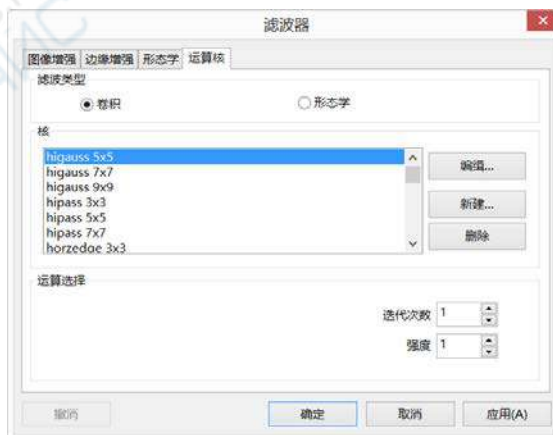 滤波器
图像增强 边缘增强 形态学 运算核
滤波类型
卷积 形态学
核
higauss 5x5
higauss 7x7
higauss 9x9
hipass 3x3
hipass 5x5
hipass 7x7
horzedge 3x3
编辑...
新建...
删除
运算选择
迭代次数 1
强度 1
撤消 确定 取消 应用(A)